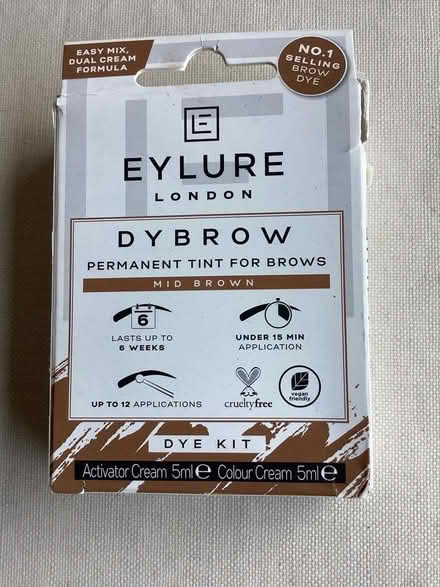 EASY MIX,
DUAL CREAM
FORMULA
NO.1
SELLING
BROW
DYE
E
EYLURE
LONDON
DYBROW
PERMANENT TINT FOR BROWS
MID BROWN
6
LASTS UP TO
6 WEEKS
UNDER 15 MIN
APPLICATION
UP TO 12 APPLICATIONS
crueltyfree
vegan
friendly
DYE KIT
Activator Cream 5ml℮ Colour Cream 5ml℮